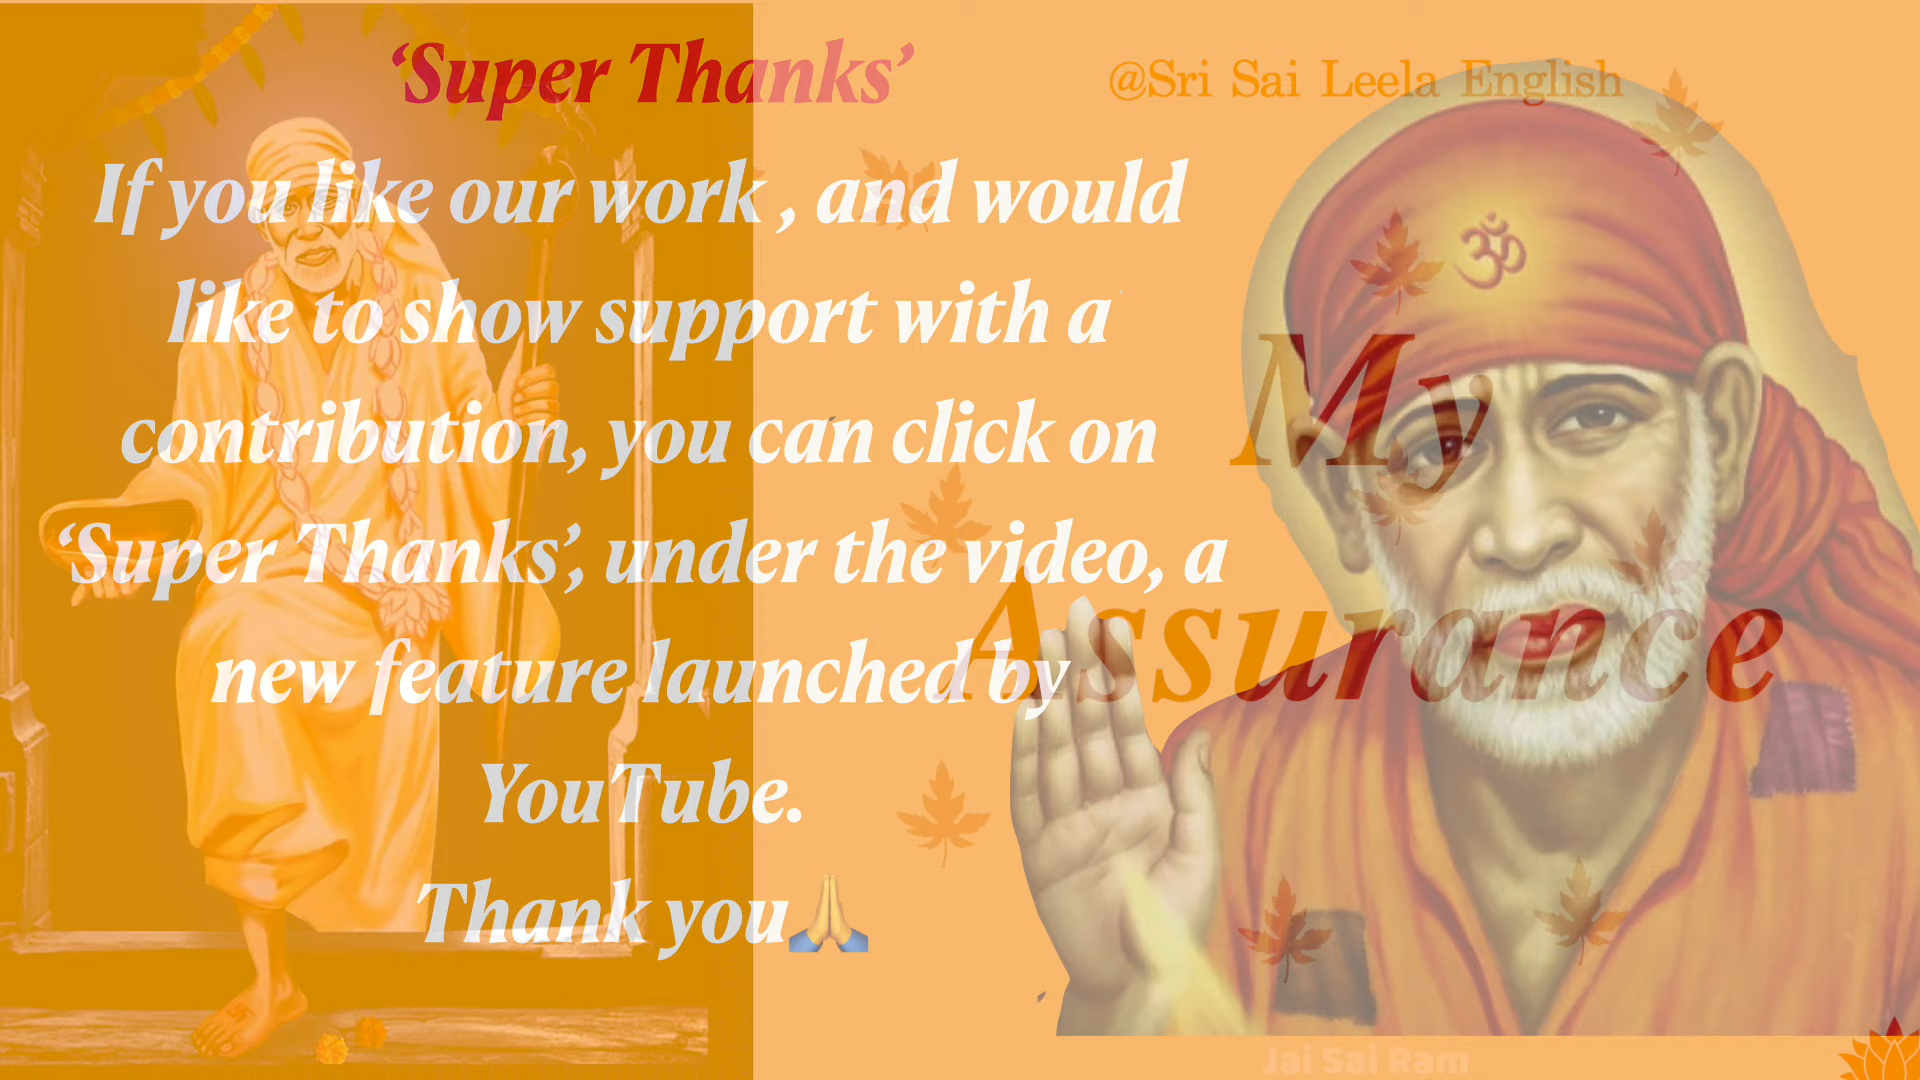 ‘Super Thanks’
@Sri Sai Leela English
If you like our work , and would
like to show support with a
contribution, you can click on
‘Super Thanks’, under the video, a
new feature launched by
YouTube.
Thank you🙏
My
Assurance
ॐ
Jai Sai Ram